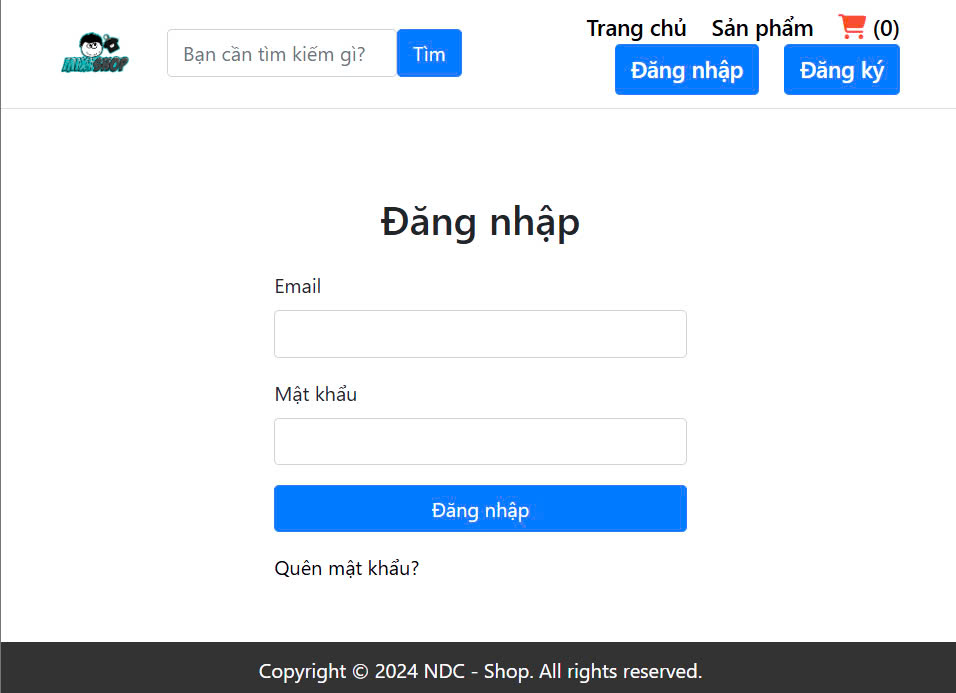 Trang chủ Sản phẩm (0)
Bạn cần tìm kiếm gì? Tìm
Đăng nhập Đăng ký
Đăng nhập
Email
Mật khẩu
Đăng nhập
Quên mật khẩu?
Copyright © 2024 NDC - Shop. All rights reserved.